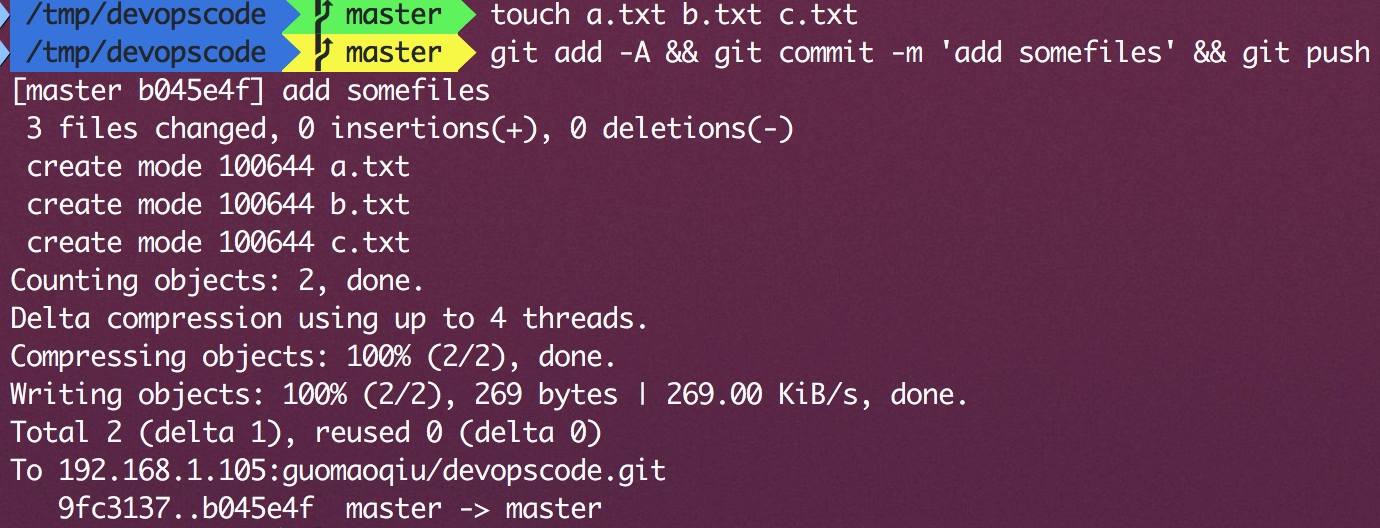 /tmp/devopscode master touch a.txt b.txt c.txt
/tmp/devopscode master git add -A && git commit -m 'add somefiles' && git push
[master b045e4f] add somefiles
3 files changed, 0 insertions(+), 0 deletions(-)
create mode 100644 a.txt
create mode 100644 b.txt
create mode 100644 c.txt
Counting objects: 2, done.
Delta compression using up to 4 threads.
Compressing objects: 100% (2/2), done.
Writing objects: 100% (2/2), 269 bytes | 269.00 KiB/s, done.
Total 2 (delta 1), reused 0 (delta 0)
To 192.168.1.105:guomaoqiu/devopscode.git
9fc3137..b045e4f  master -> master